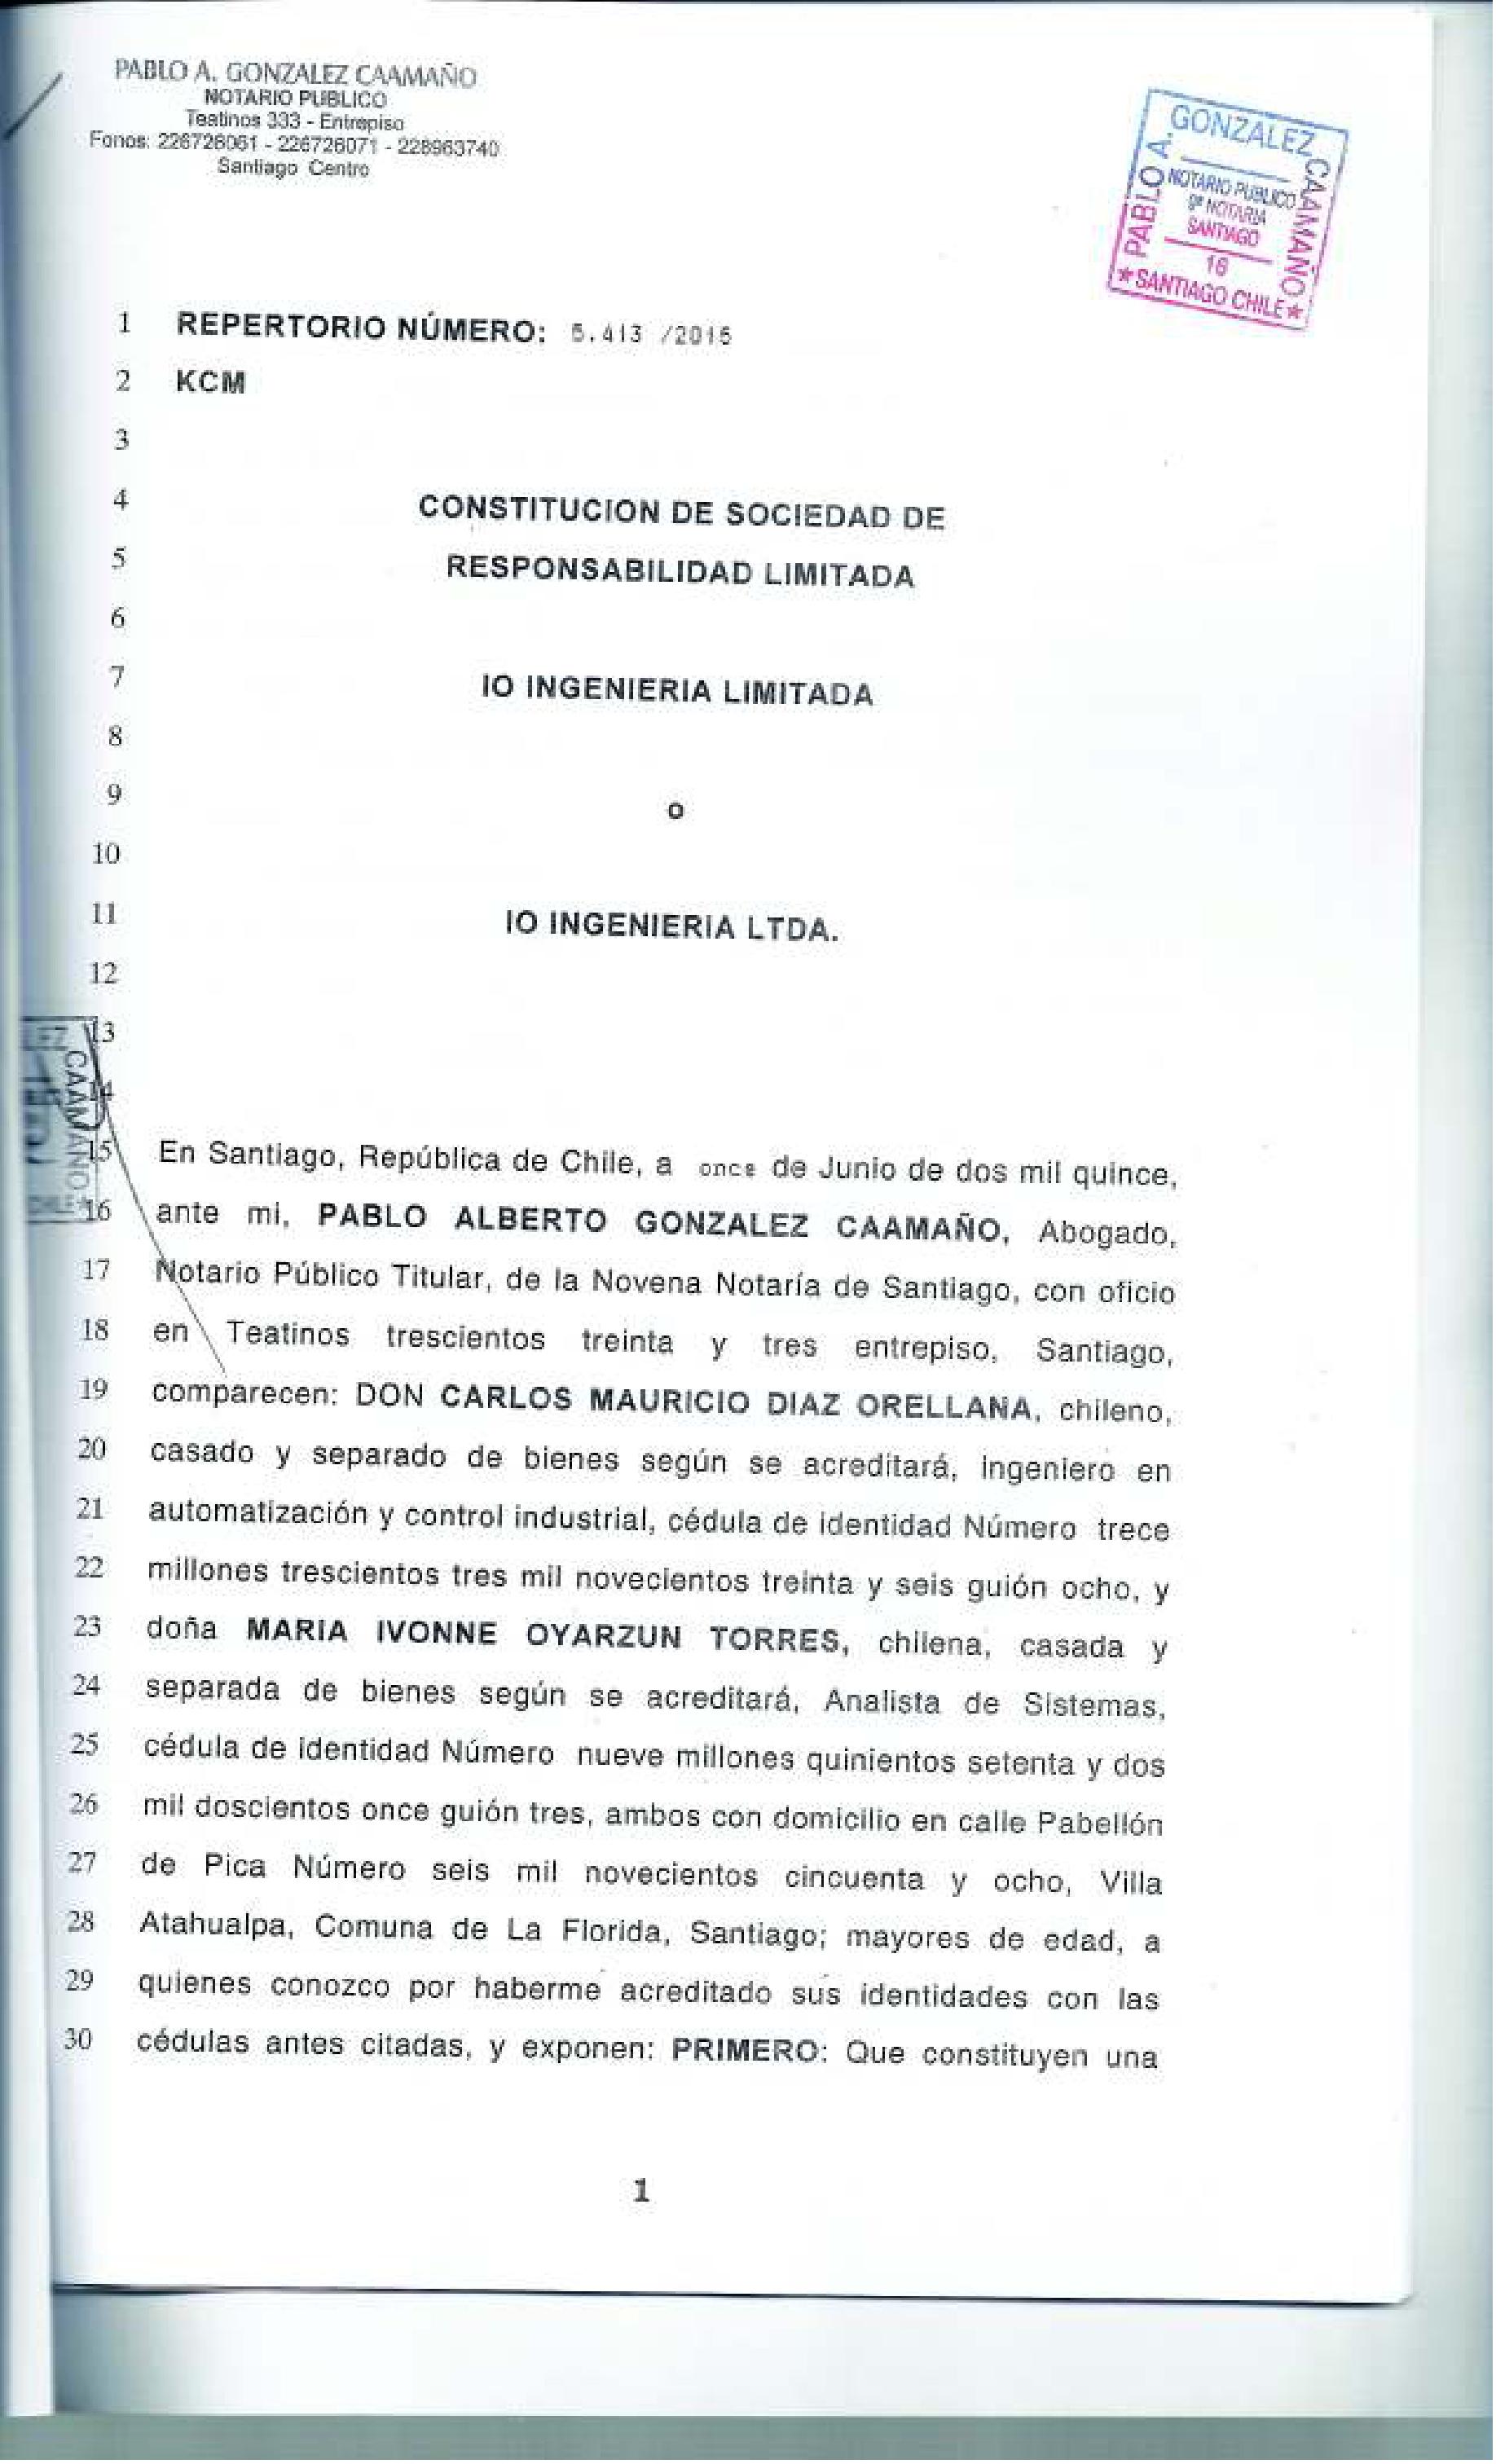 PABLO A. GONZALEZ CAAMAÑO
NOTARIO PUBLICO
Teatinos 333 - Entrepiso
Fonos: 226728061 - 226728071 - 228963740
Santiago Centro
PABLO A. GONZALEZ CAAMAÑO
NOTARIO PUBLICO
9ª NOTARIA
SANTIAGO
16
*SANTIAGO CHILE*
1 REPERTORIO NÚMERO: 5.413 /2015
2 KCM
3
4 CONSTITUCION DE SOCIEDAD DE
5 RESPONSABILIDAD LIMITADA
6
7 IO INGENIERIA LIMITADA
8
9 o
10
11 IO INGENIERIA LTDA.
12
13
14
15 En Santiago, República de Chile, a once de Junio de dos mil quince,
16 ante mi, PABLO ALBERTO GONZALEZ CAAMAÑO, Abogado,
17 Notario Público Titular, de la Novena Notaría de Santiago, con oficio
18 en Teatinos trescientos treinta y tres entrepiso, Santiago,
19 comparecen: DON CARLOS MAURICIO DIAZ ORELLANA, chileno,
20 casado y separado de bienes según se acreditará, ingeniero en
21 automatización y control industrial, cédula de identidad Número trece
22 millones trescientos tres mil novecientos treinta y seis guión ocho, y
23 doña MARIA IVONNE OYARZUN TORRES, chilena, casada y
24 separada de bienes según se acreditará, Analista de Sistemas,
25 cédula de identidad Número nueve millones quinientos setenta y dos
26 mil doscientos once guión tres, ambos con domicilio en calle Pabellón
27 de Pica Número seis mil novecientos cincuenta y ocho, Villa
28 Atahualpa, Comuna de La Florida, Santiago; mayores de edad, a
29 quienes conozco por haberme acreditado sus identidades con las
30 cédulas antes citadas, y exponen: PRIMERO: Que constituyen una
CAAMAÑO
1